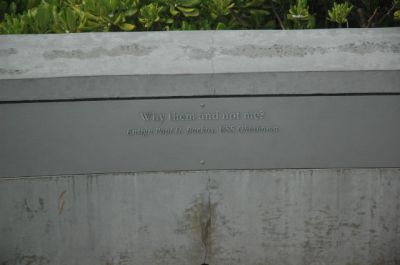 Why them and not me?
Ensign Paul H. Backus, USS Oklahoma